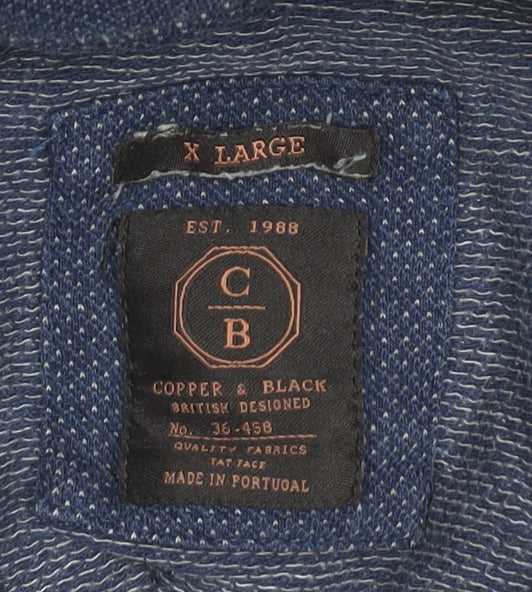 X LARGE
EST. 1988
C
B
COPPER & BLACK
BRITISH DESIGNED
No. 36-458
QUALITY FABRICS
FAT FACE
MADE IN PORTUGAL